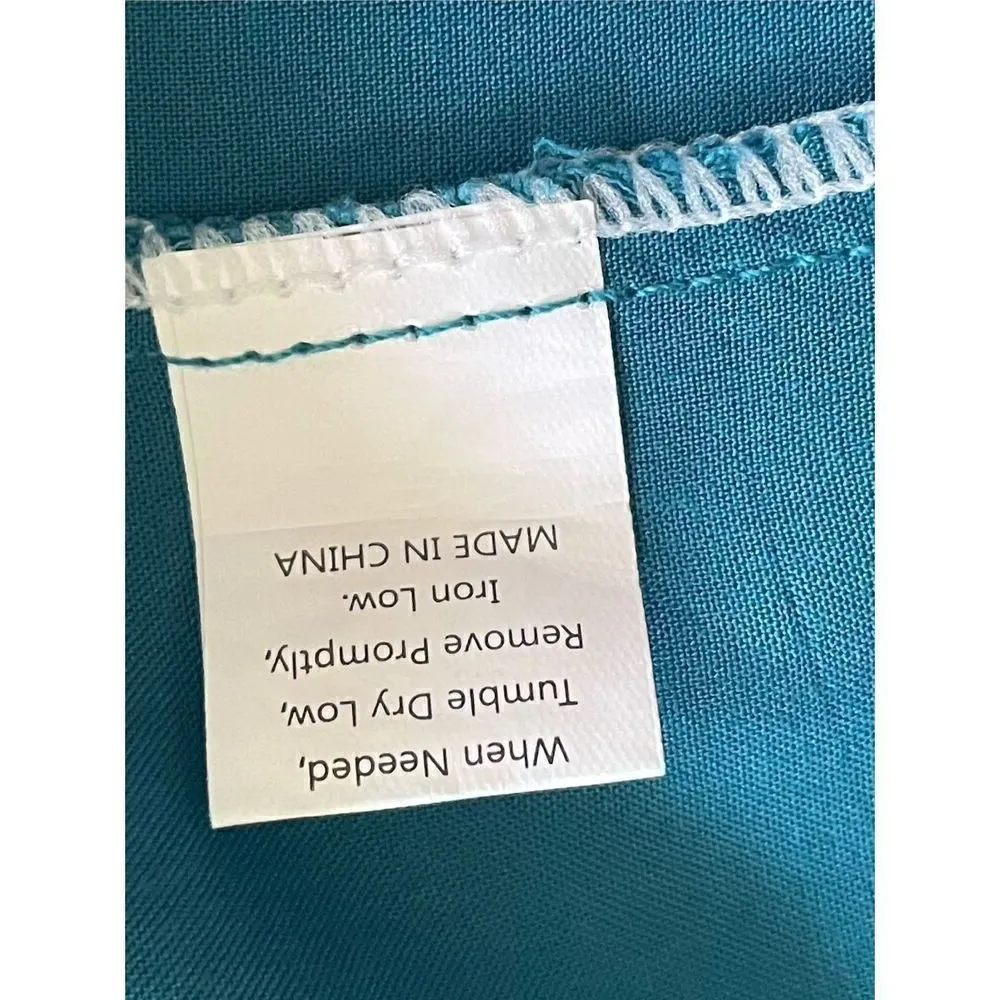 When Needed,
Tumble Dry Low,
Remove Promptly,
Iron Low.
MADE IN CHINA